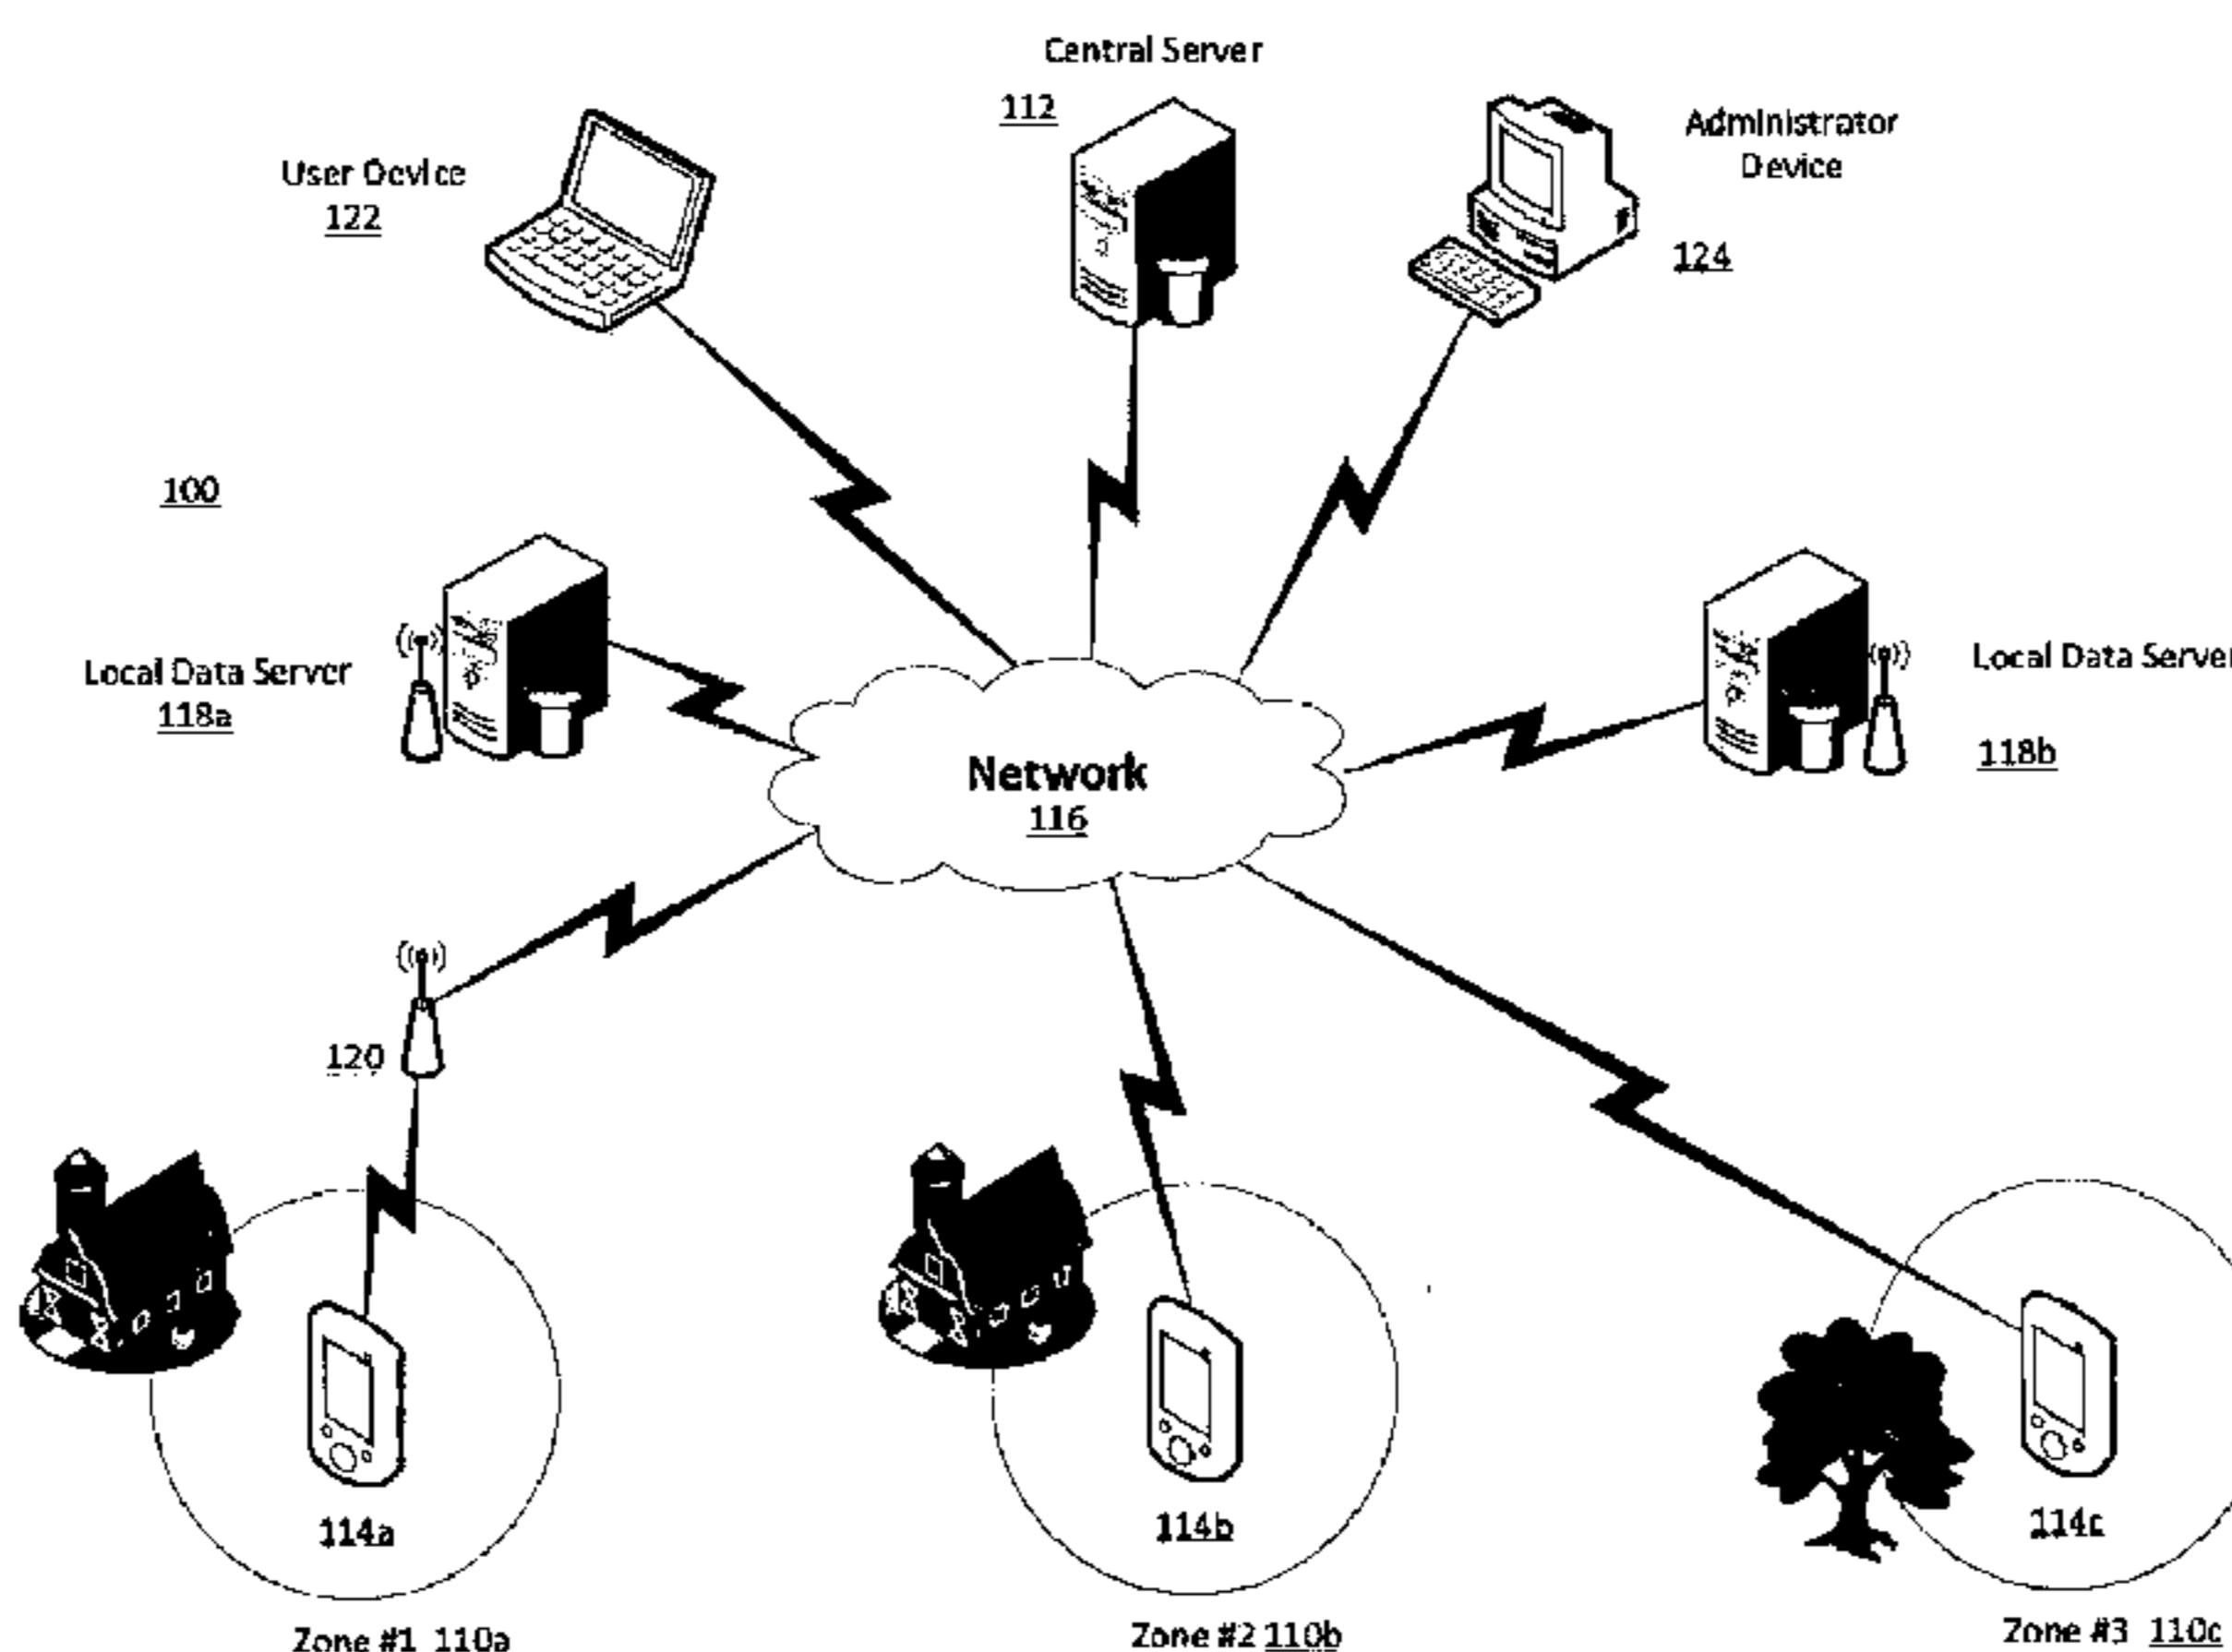 Central Server
112
Administrator
Device
124
User Device
122
100
Local Data Server
118a
Local Data Server
118b
Network
116
120
114a
114b
114c
Zone #1 110a
Zone #2 110b
Zone #3 110c